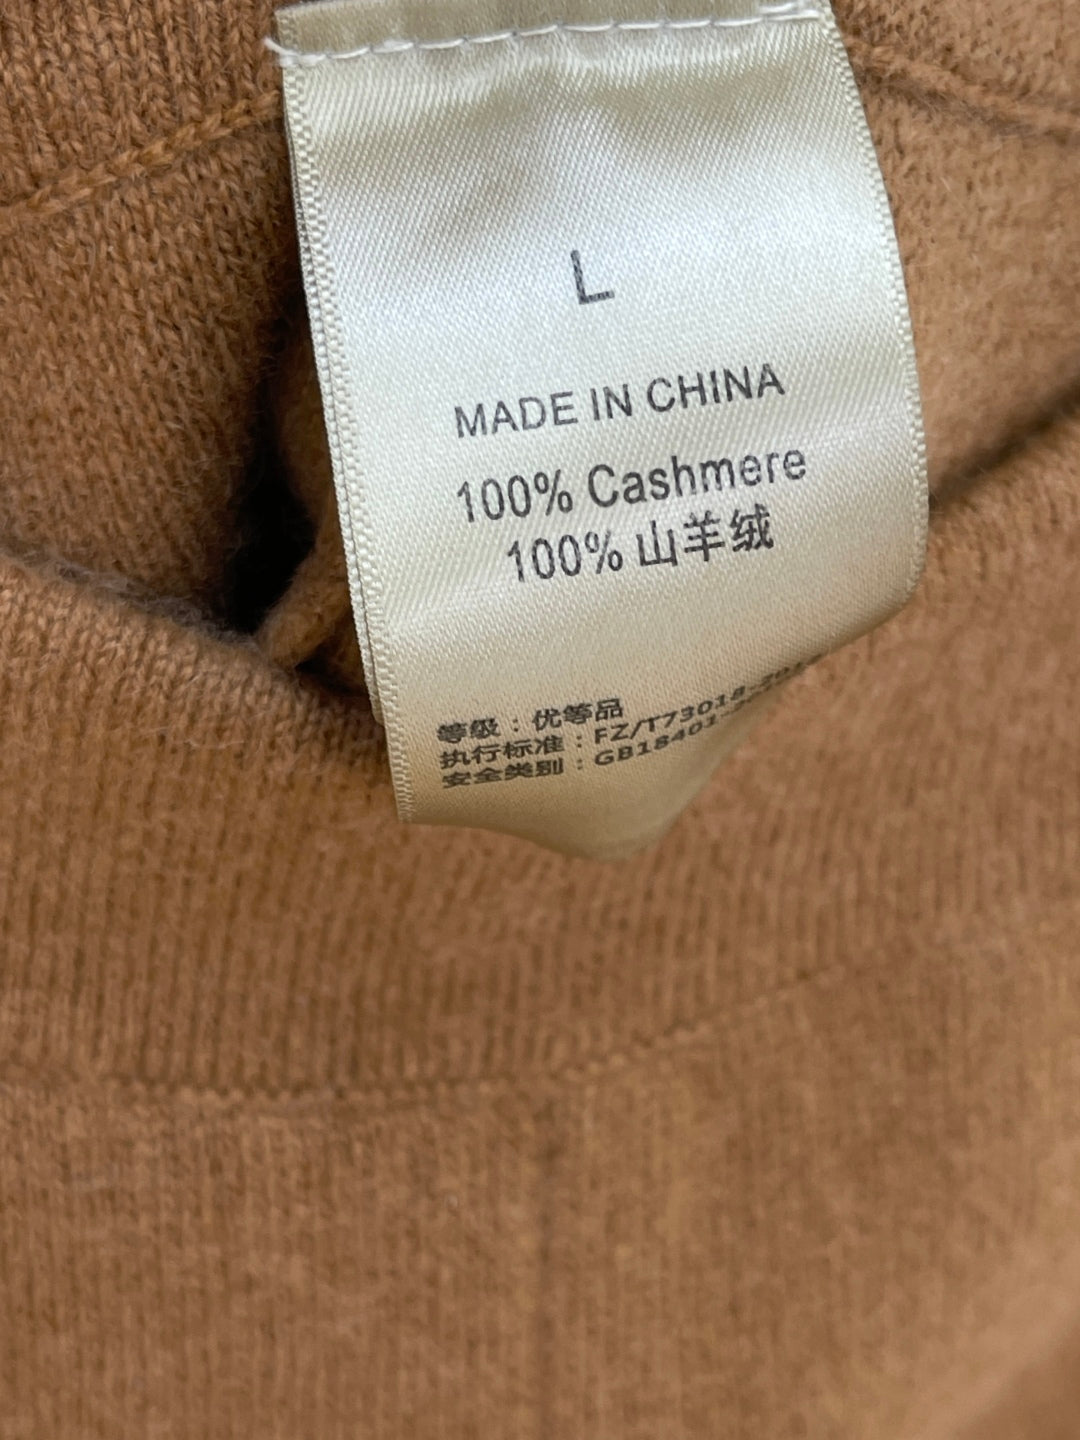 L
MADE IN CHINA
100% Cashmere
100% 山羊绒
等级：优等品
执行标准：FZ/T73018-
安全类别：GB18401-